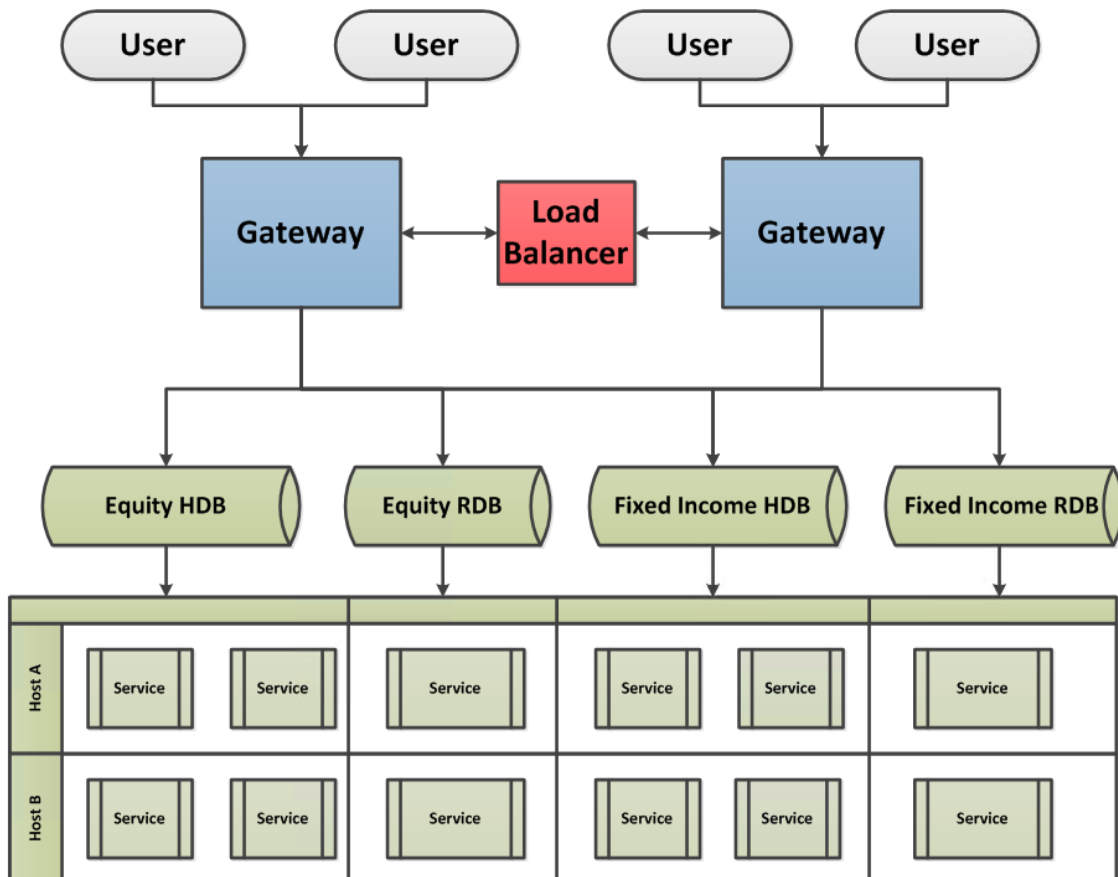 User
User
User
User
Gateway
Load
Balancer
Gateway
Equity HDB
Equity RDB
Fixed Income HDB
Fixed Income RDB
Host A
Service
Service
Service
Service
Service
Service
Host B
Service
Service
Service
Service
Service
Service